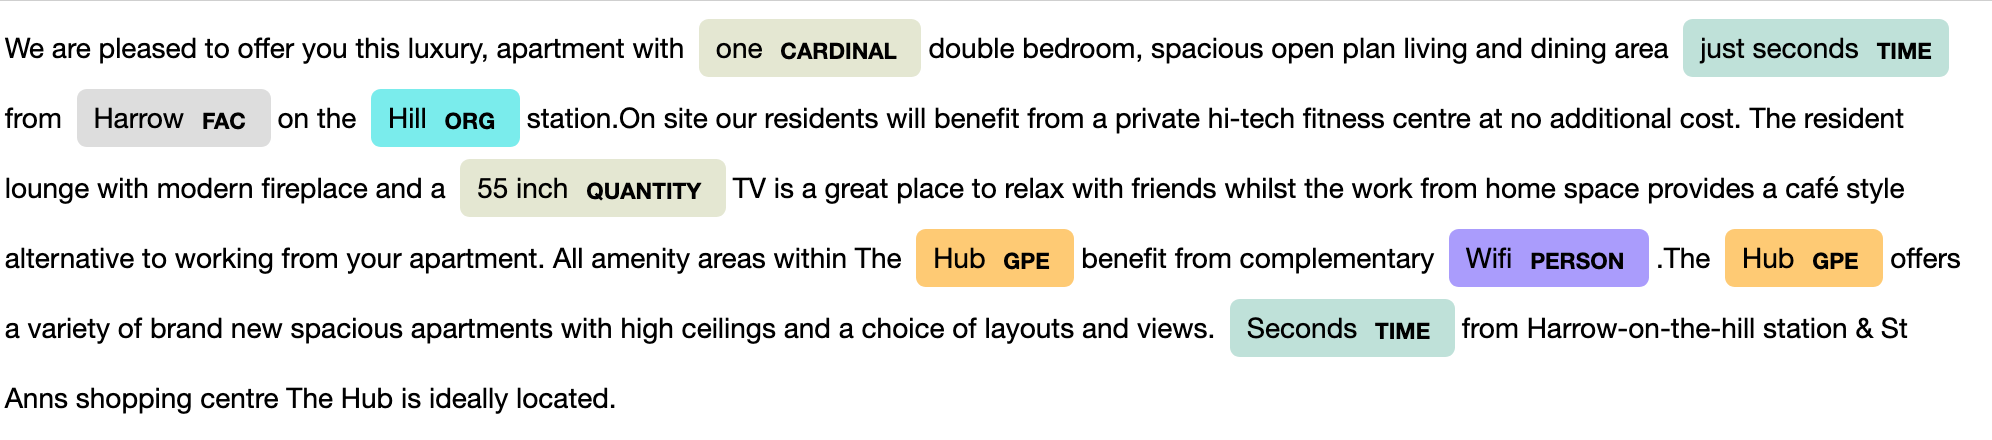 We are pleased to offer you this luxury, apartment with one CARDINAL double bedroom, spacious open plan living and dining area just seconds TIME
from Harrow FAC on the Hill ORG station.On site our residents will benefit from a private hi-tech fitness centre at no additional cost. The resident
lounge with modern fireplace and a 55 inch QUANTITY TV is a great place to relax with friends whilst the work from home space provides a café style
alternative to working from your apartment. All amenity areas within The Hub GPE benefit from complementary Wifi PERSON .The Hub GPE offers
a variety of brand new spacious apartments with high ceilings and a choice of layouts and views. Seconds TIME from Harrow-on-the-hill station & St
Anns shopping centre The Hub is ideally located.